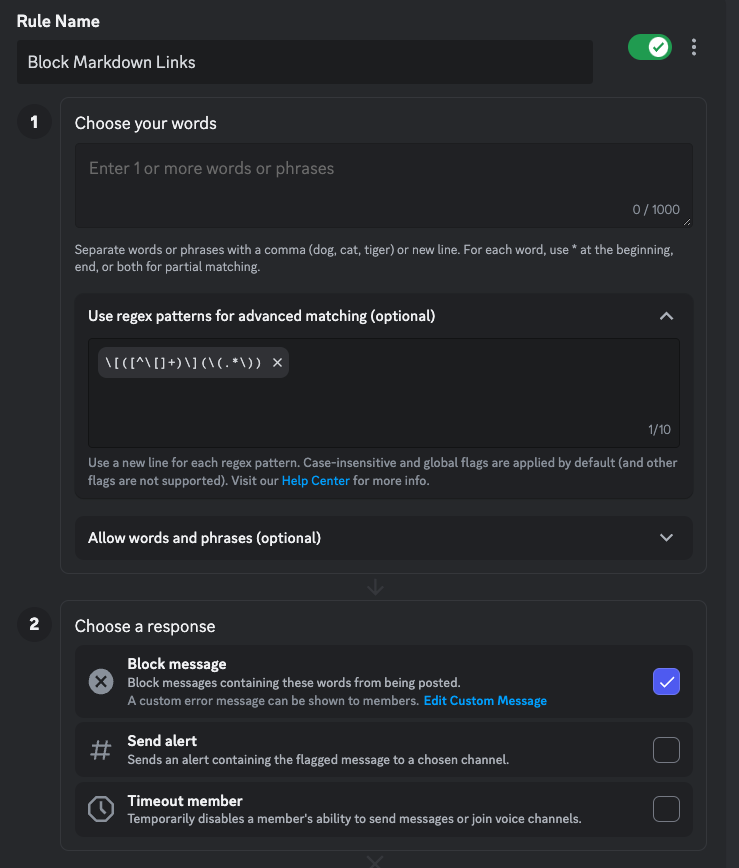 Rule Name
Block Markdown Links
1
Choose your words
Enter 1 or more words or phrases
0 / 1000
Separate words or phrases with a comma (dog, cat, tiger) or new line. For each word, use * at the beginning,
end, or both for partial matching.
Use regex patterns for advanced matching (optional)
\[([^\[]+)\](\(.*\))
1/10
Use a new line for each regex pattern. Case-insensitive and global flags are applied by default (and other
flags are not supported). Visit our Help Center for more info.
Allow words and phrases (optional)
2
Choose a response
Block message
Block messages containing these words from being posted.
A custom error message can be shown to members. Edit Custom Message
Send alert
Sends an alert containing the flagged message to a chosen channel.
Timeout member
Temporarily disables a member's ability to send messages or join voice channels.